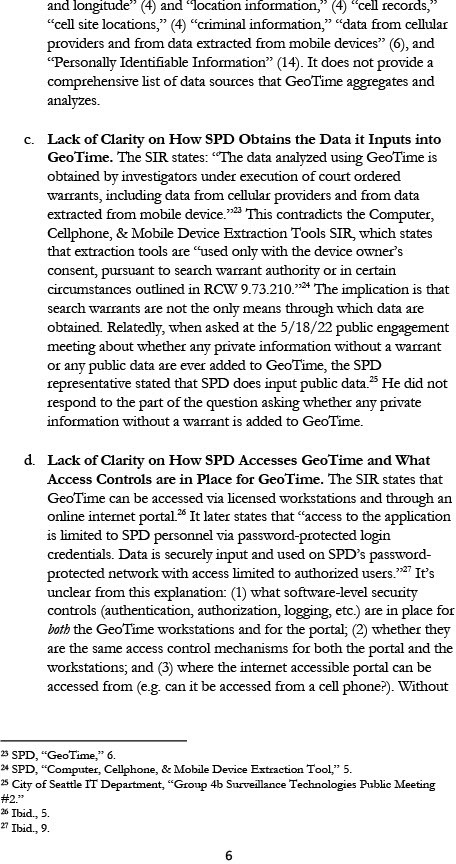 and longitude” (4) and “location information,” (4) “cell records,”
“cell site locations,” (4) “criminal information,” “data from cellular
providers and from data extracted from mobile devices” (6), and
“Personally Identifiable Information” (14). It does not provide a
comprehensive list of data sources that GeoTime aggregates and
analyzes.
c. Lack of Clarity on How SPD Obtains the Data it Inputs into
GeoTime. The SIR states: “The data analyzed using GeoTime is
obtained by investigators under execution of court ordered
warrants, including data from cellular providers and from data
extracted from mobile device.”²³ This contradicts the Computer,
Cellphone, & Mobile Device Extraction Tools SIR, which states
that extraction tools are “used only with the device owner’s
consent, pursuant to search warrant authority or in certain
circumstances outlined in RCW 9.73.210.”²⁴ The implication is that
search warrants are not the only means through which data are
obtained. Relatedly, when asked at the 5/18/22 public engagement
meeting about whether any private information without a warrant
or any public data are ever added to GeoTime, the SPD
representative stated that SPD does input public data.²⁵ He did not
respond to the part of the question asking whether any private
information without a warrant is added to GeoTime.
d. Lack of Clarity on How SPD Accesses GeoTime and What
Access Controls are in Place for GeoTime. The SIR states that
GeoTime can be accessed via licensed workstations and through an
online internet portal.²⁶ It later states that “access to the application
is limited to SPD personnel via password-protected login
credentials. Data is securely input and used on SPD’s password-
protected network with access limited to authorized users.”²⁷ It’s
unclear from this explanation: (1) what software-level security
controls (authentication, authorization, logging, etc.) are in place for
both the GeoTime workstations and for the portal; (2) whether they
are the same access control mechanisms for both the portal and the
workstations; and (3) where the internet accessible portal can be
accessed from (e.g. can it be accessed from a cell phone?). Without
²³ SPD, “GeoTime,” 6.
²⁴ SPD, “Computer, Cellphone, & Mobile Device Extraction Tool,” 5.
²⁵ City of Seattle IT Department, “Group 4b Surveillance Technologies Public Meeting
#2.”
²⁶ Ibid., 5.
²⁷ Ibid., 9.
6